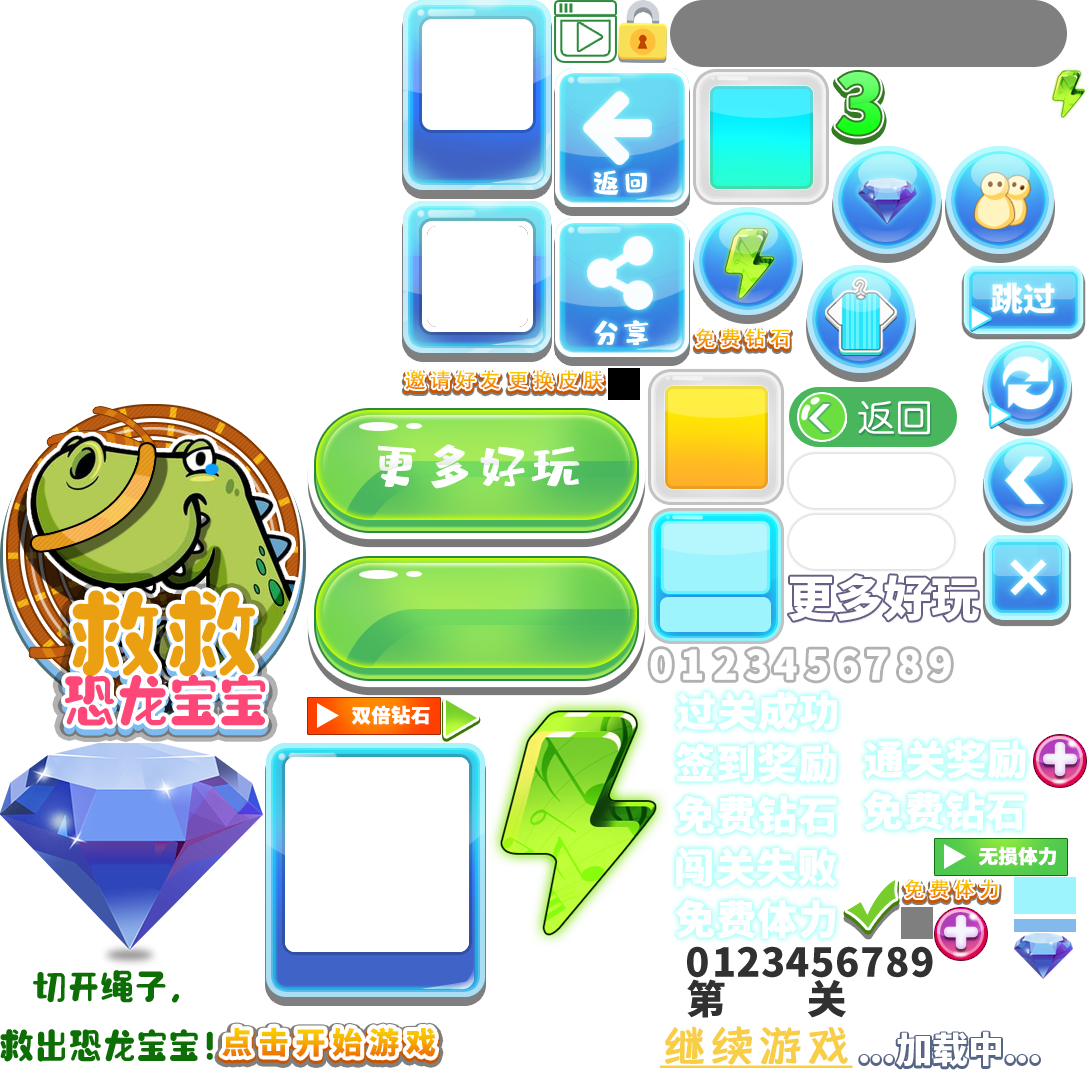 返回
3
跳过
分享
免费钻石
邀请好友
更换皮肤
返回
更多好玩
更多好玩
救救
恐龙宝宝
0123456789
双倍钻石
过关成功
签到奖励
通关奖励
免费钻石
免费钻石
闯关失败
无损体力
免费体力
免费体力
0123456789
第 关
切开绳子,
救出恐龙宝宝!
点击开始游戏
继续游戏
...加载中...